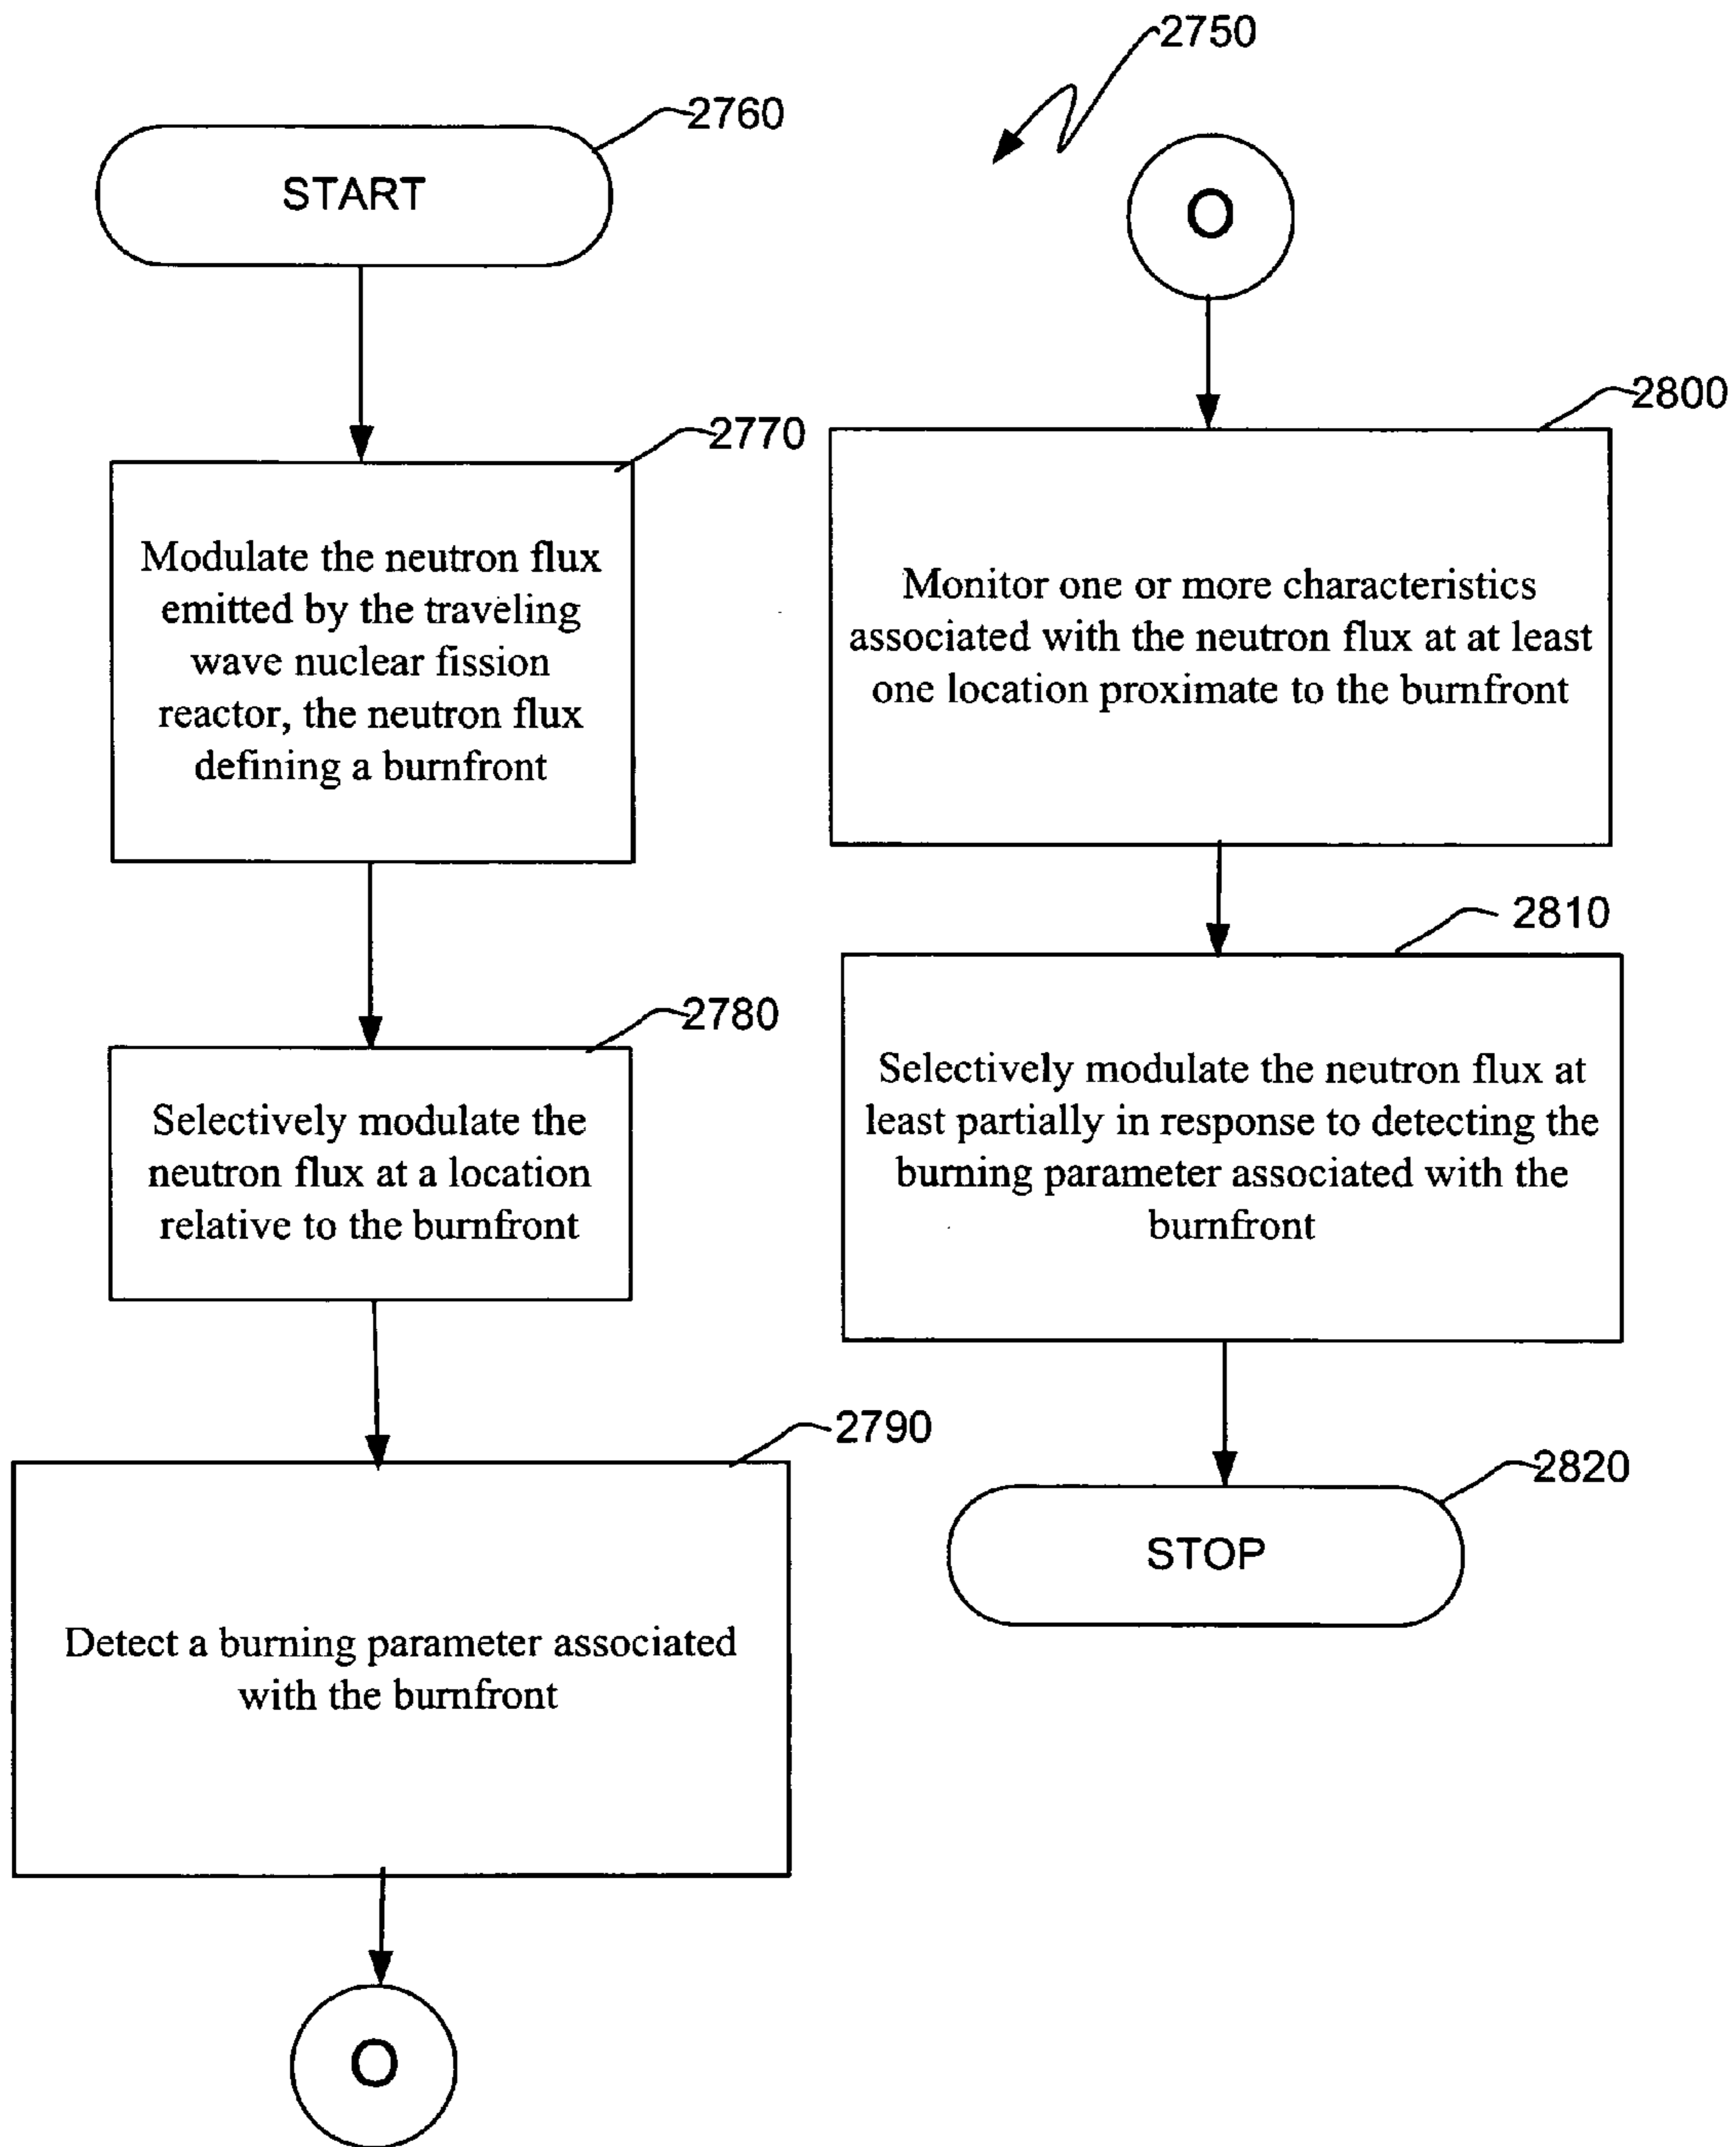 2750
2760
START
2770
Modulate the neutron flux
emitted by the traveling
wave nuclear fission
reactor, the neutron flux
defining a burnfront
2780
Selectively modulate the
neutron flux at a location
relative to the burnfront
2790
Detect a burning parameter associated
with the burnfront
O
O
2800
Monitor one or more characteristics
associated with the neutron flux at at least
one location proximate to the burnfront
2810
Selectively modulate the neutron flux at
least partially in response to detecting the
burning parameter associated with the
burnfront
2820
STOP